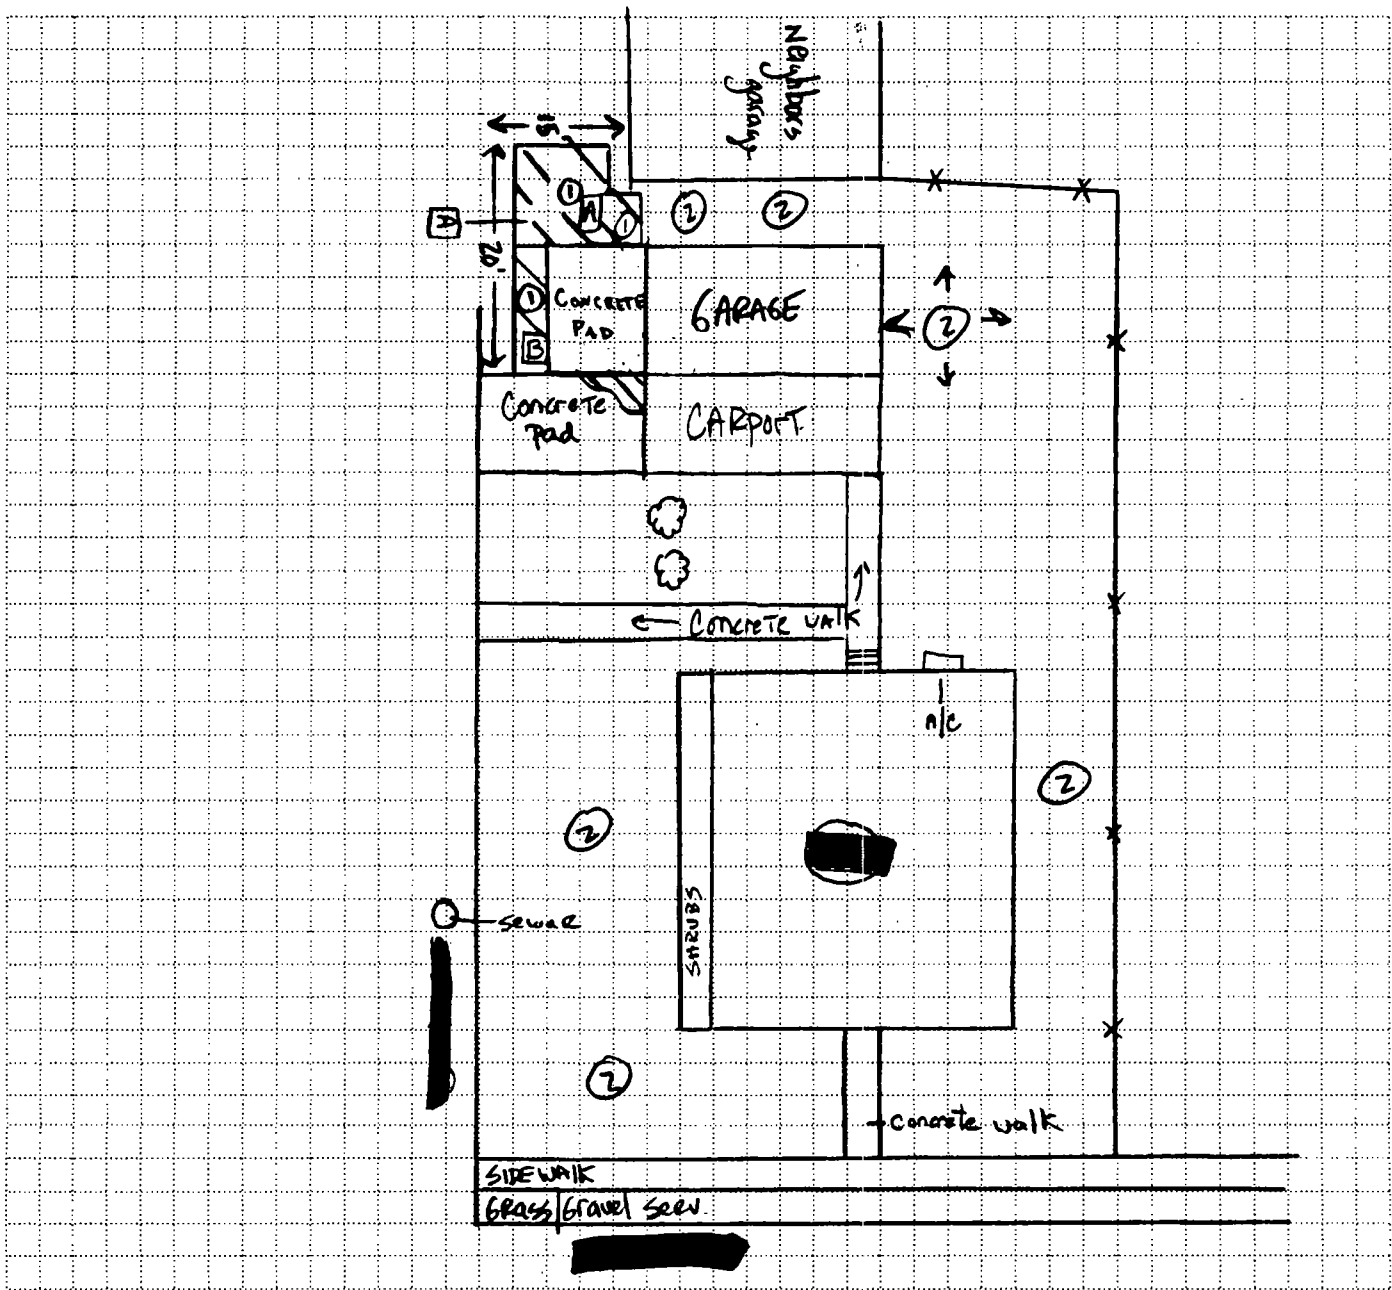 Neighbors
garage
15
1
A
1
2
2
A
20'
1
CONCRETE
PAD
GARAGE
2
B
Concrete
Pad
CARPORT
← Concrete walk
A/C
2
2
SHRUBS
Sewar
2
Concrete walk
SIDEWALK
GRASS Gravel Serv.